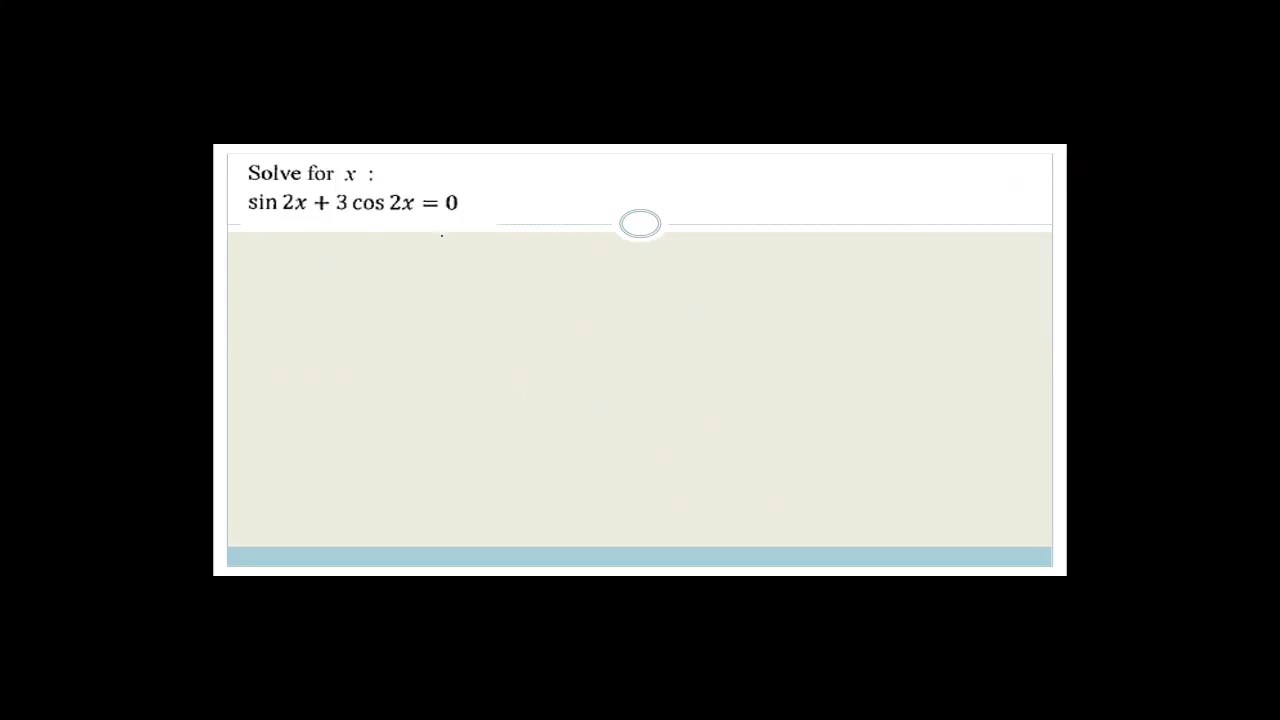 Solve for x :
sin 2x + 3 cos 2x = 0